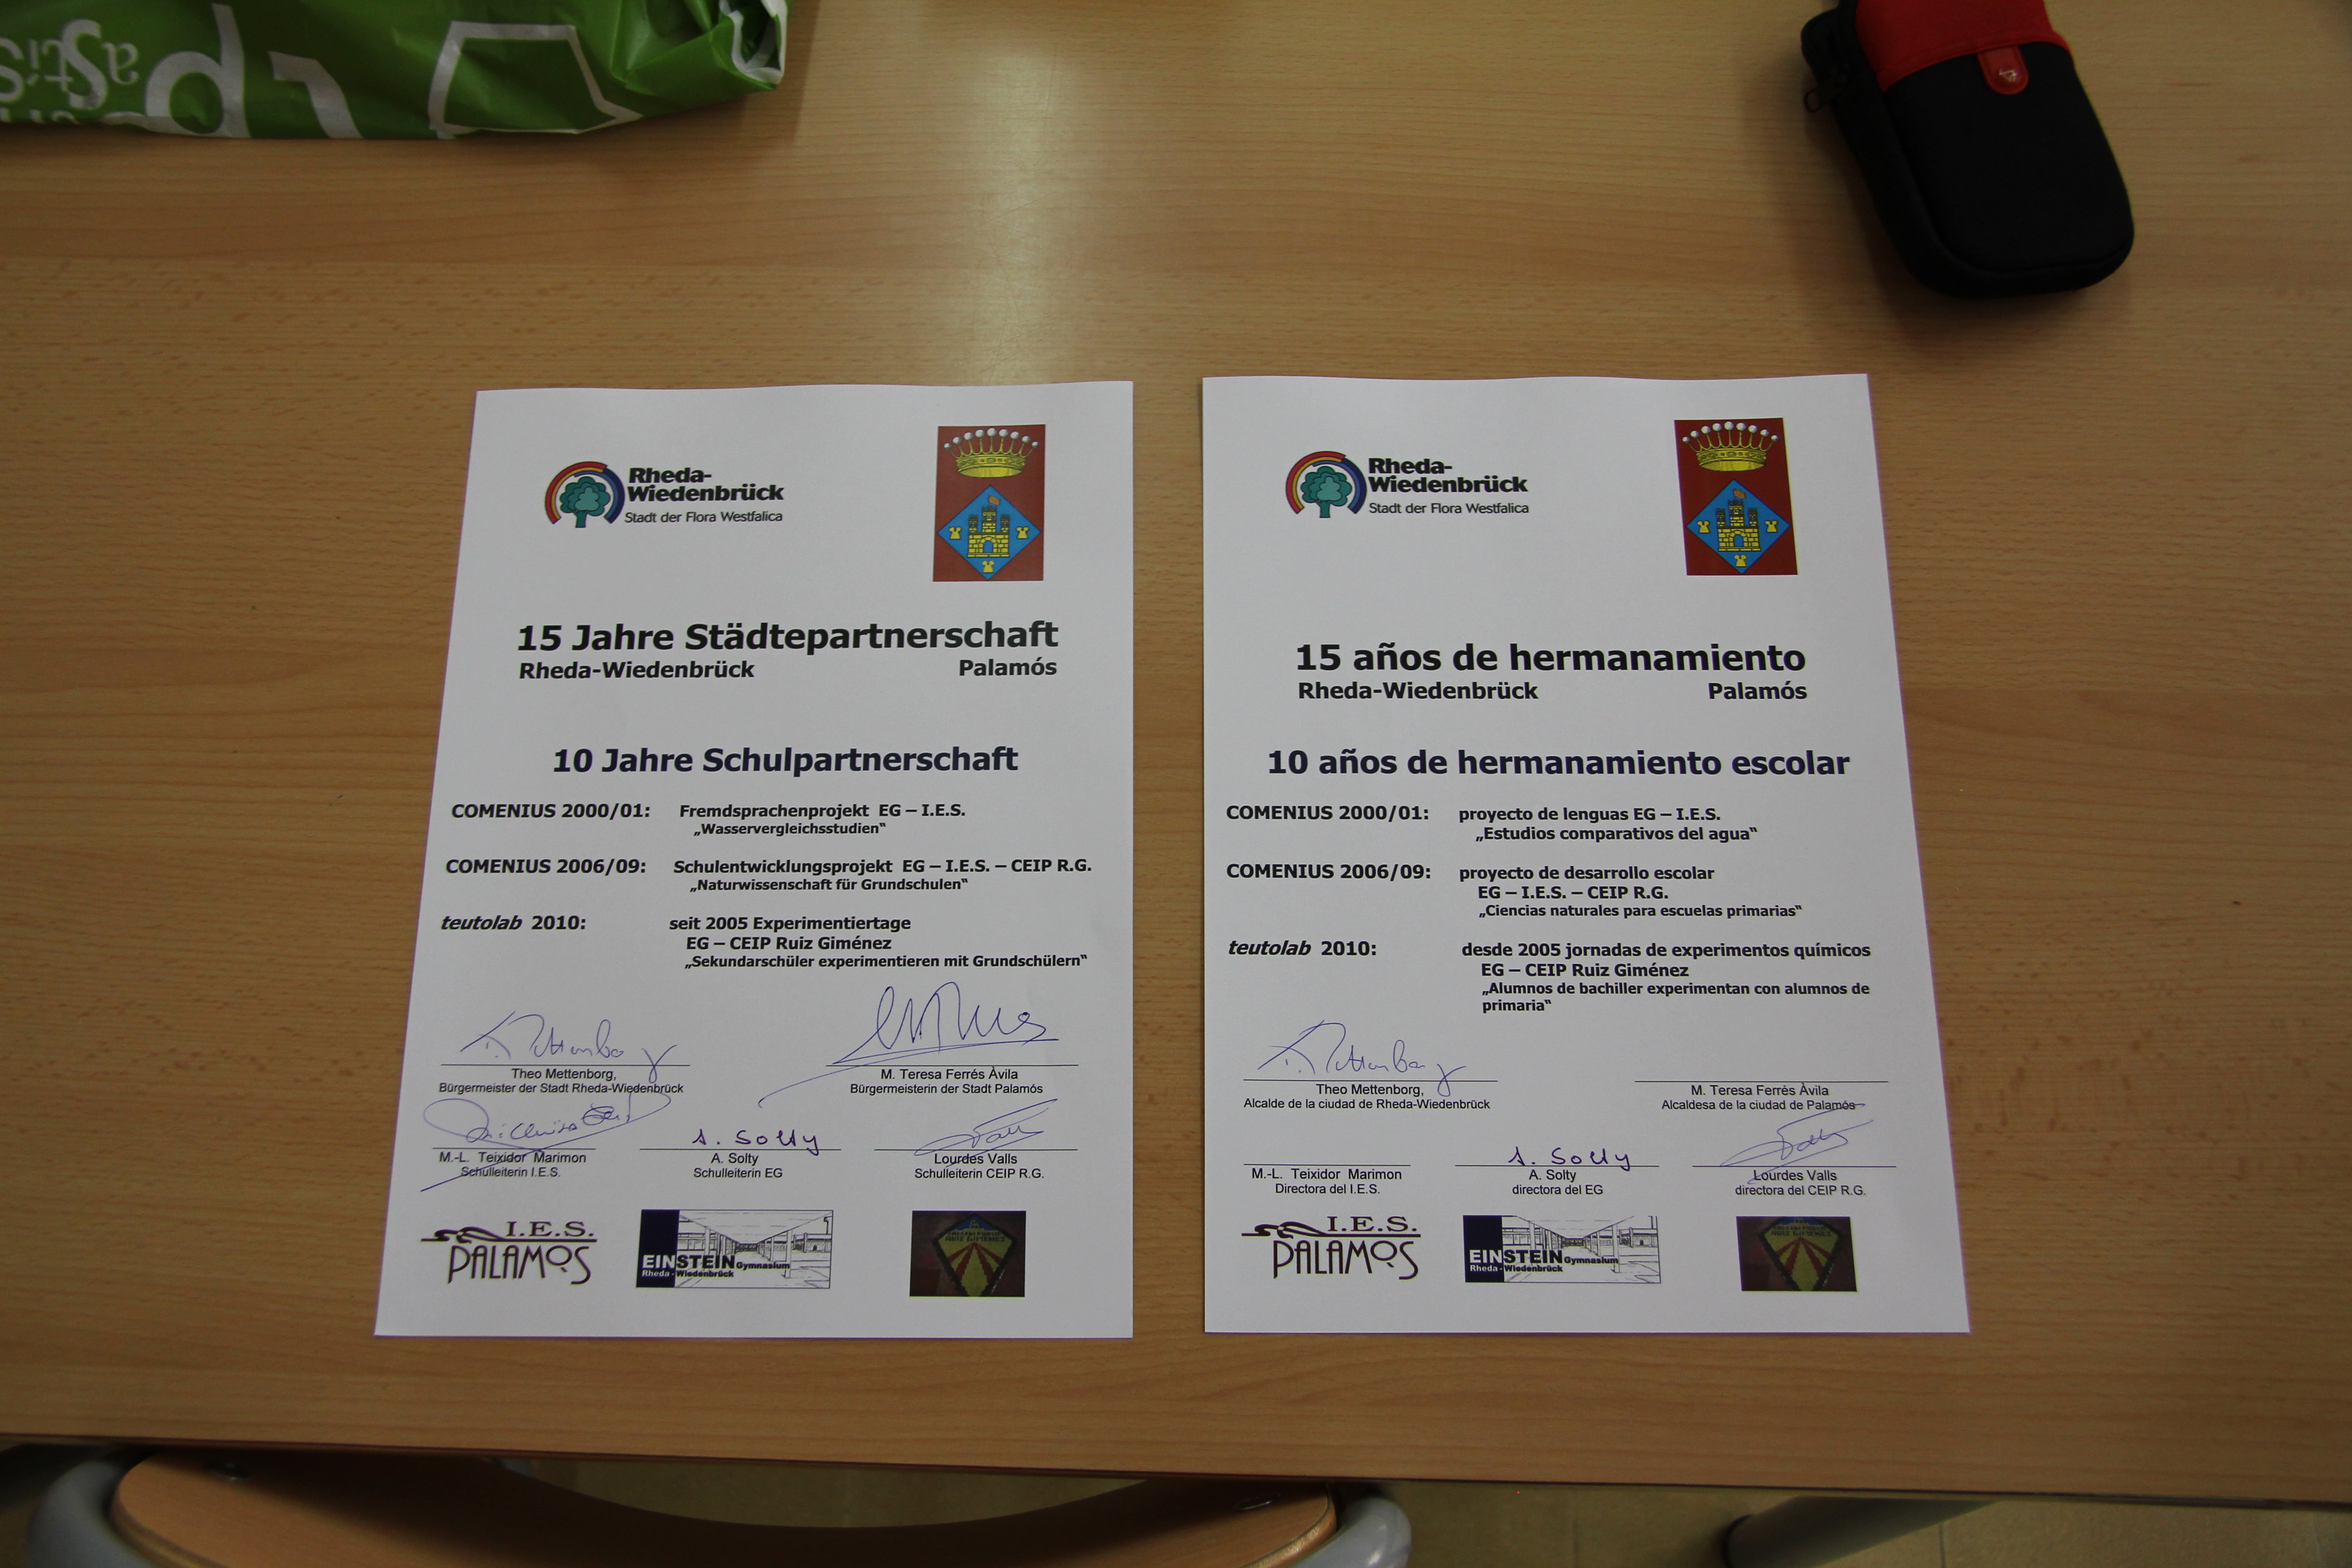 astis
Rheda-
Wiedenbrück
Stadt der Flora Westfalica
15 Jahre Städtepartnerschaft
Rheda-Wiedenbrück Palamós
10 Jahre Schulpartnerschaft
COMENIUS 2000/01: Fremdsprachenprojekt EG – I.E.S.
„Wasservergleichsstudien“
COMENIUS 2006/09: Schulentwicklungsprojekt EG – I.E.S. – CEIP R.G.
„Naturwissenschaft für Grundschulen“
teutolab 2010: seit 2005 Experimentiertage
EG – CEIP Ruiz Giménez
„Sekundarschüler experimentieren mit Grundschülern“
Theo Mettenborg, M. Teresa Ferrés Àvila
Bürgermeister der Stadt Rheda-Wiedenbrück Bürgermeisterin der Stadt Palamós
A. Solty
M.-L. Teixidor Marimon A. Solty Lourdes Valls
Schulleiterin I.E.S. Schulleiterin EG Schulleiterin CEIP R.G.
I.E.S.
PALAMÓS
EINSTEIN Gymnasium
Rheda - Wiedenbrück
Rheda-
Wiedenbrück
Stadt der Flora Westfalica
15 años de hermanamiento
Rheda-Wiedenbrück Palamós
10 años de hermanamiento escolar
COMENIUS 2000/01: proyecto de lenguas EG – I.E.S.
„Estudios comparativos del agua“
COMENIUS 2006/09: proyecto de desarrollo escolar
EG – I.E.S. – CEIP R.G.
„Ciencias naturales para escuelas primarias“
teutolab 2010: desde 2005 jornadas de experimentos químicos
EG – CEIP Ruiz Giménez
„Alumnos de bachiller experimentan con alumnos de
primaria“
Theo Mettenborg, M. Teresa Ferrés Àvila
Alcalde de la ciudad de Rheda-Wiedenbrück Alcaldesa de la ciudad de Palamós
A. Solty
M.-L. Teixidor Marimon A. Solty Lourdes Valls
Directora del I.E.S. directora del EG directora del CEIP R.G.
I.E.S.
PALAMÓS
EINSTEIN Gymnasium
Rheda - Wiedenbrück